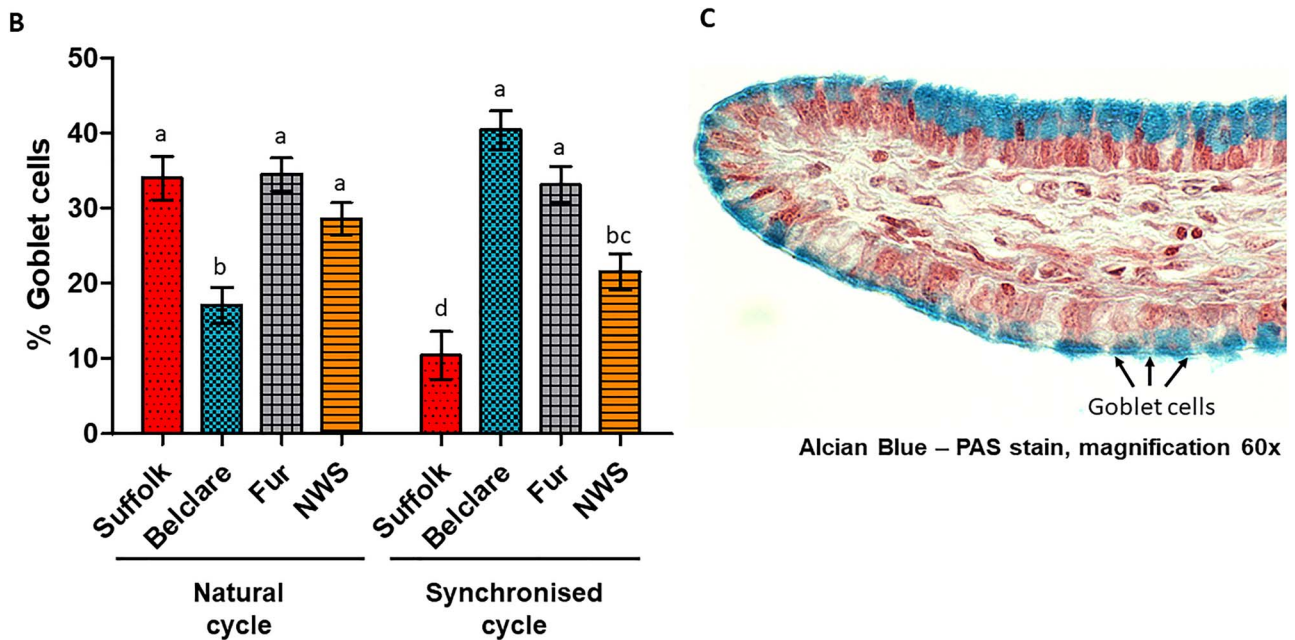 B
% Goblet cells
50
40
30
20
10
0
a
b
a
a
d
a
a
bc
Suffolk
Belclare
Fur
NWS
Suffolk
Belclare
Fur
NWS
Natural
cycle
Synchronised
cycle
C
Goblet cells
Alcian Blue – PAS stain, magnification 60x